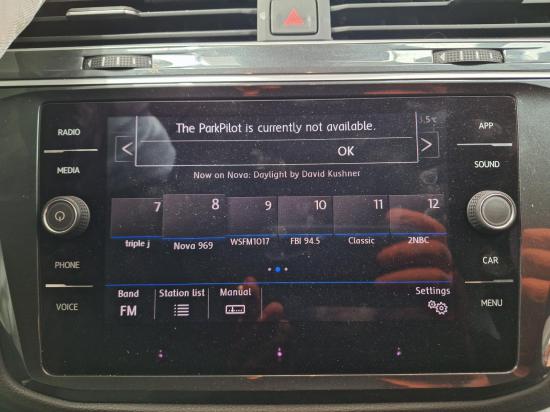 RADIO
MEDIA
PHONE
VOICE
APP
SOUND
CAR
MENU
The ParkPilot is currently not available.
OK
.5°C
Now on Nova: Daylight by David Kushner
7 8 9 10 11 12
triple j Nova 969 WSFM1017 FBI 94.5 Classic 2NBC
Band Station list Manual Settings
FM